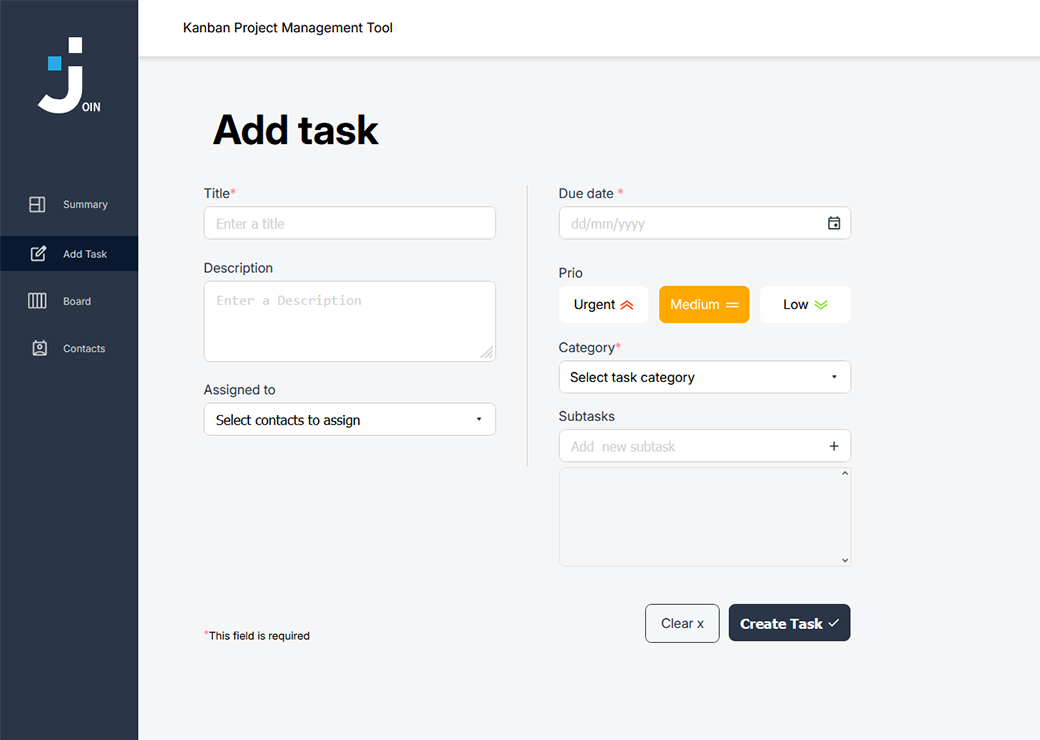 Kanban Project Management Tool
JOIN
Summary
Add Task
Board
Contacts
Add task
Title*
Enter a title
Description
Enter a Description
Assigned to
Select contacts to assign
Due date *
dd/mm/yyyy
Prio
Urgent Medium Low
Category*
Select task category
Subtasks
Add new subtask +
*This field is required
Clear x Create Task